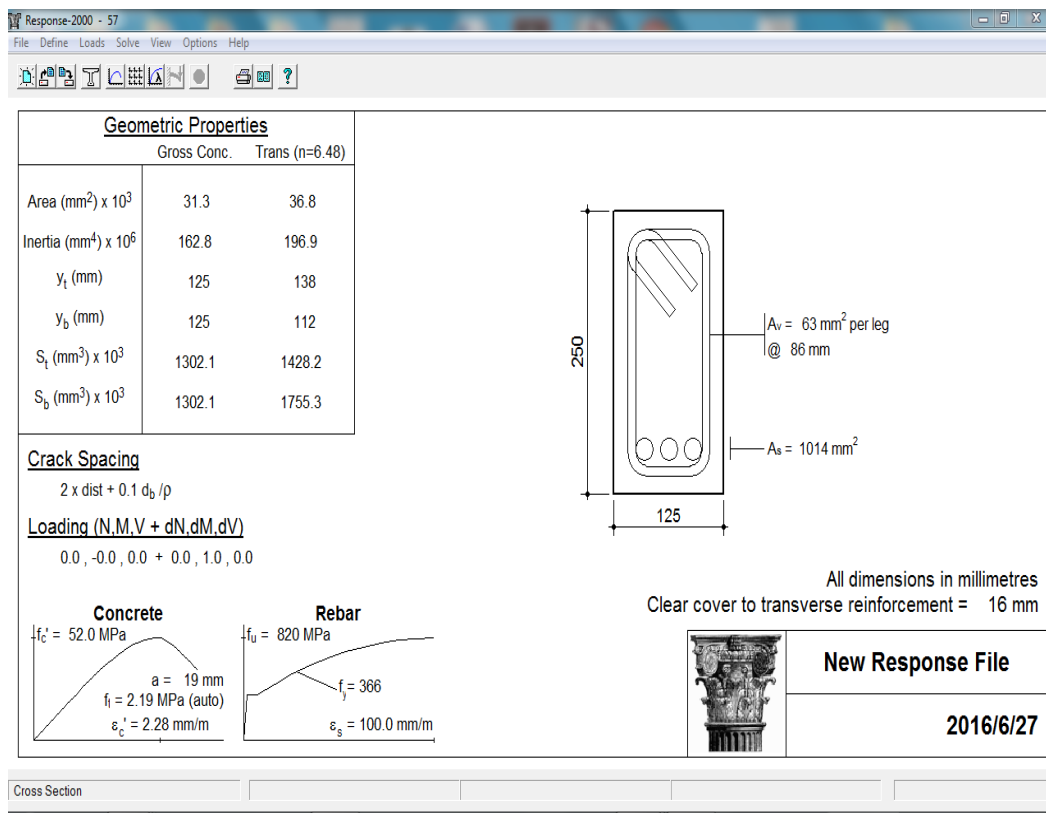 Response-2000 - 57
File Define Loads Solve View Options Help
Geometric Properties
Gross Conc. Trans (n=6.48)
Area (mm²) x 10³ 31.3 36.8
Inertia (mm⁴) x 10⁶ 162.8 196.9
yt (mm) 125 138
yb (mm) 125 112
St (mm³) x 10³ 1302.1 1428.2
Sb (mm³) x 10³ 1302.1 1755.3
Crack Spacing
2 x dist + 0.1 db /ρ
Loading (N,M,V + dN,dM,dV)
0.0 , -0.0 , 0.0 + 0.0 , 1.0 , 0.0
Concrete
fc' = 52.0 MPa
a = 19 mm
ft = 2.19 MPa (auto)
εc' = 2.28 mm/m
Rebar
fu = 820 MPa
fy = 366
εs = 100.0 mm/m
250
125
Av = 63 mm² per leg
@ 86 mm
As = 1014 mm²
All dimensions in millimetres
Clear cover to transverse reinforcement = 16 mm
New Response File
2016/6/27
Cross Section